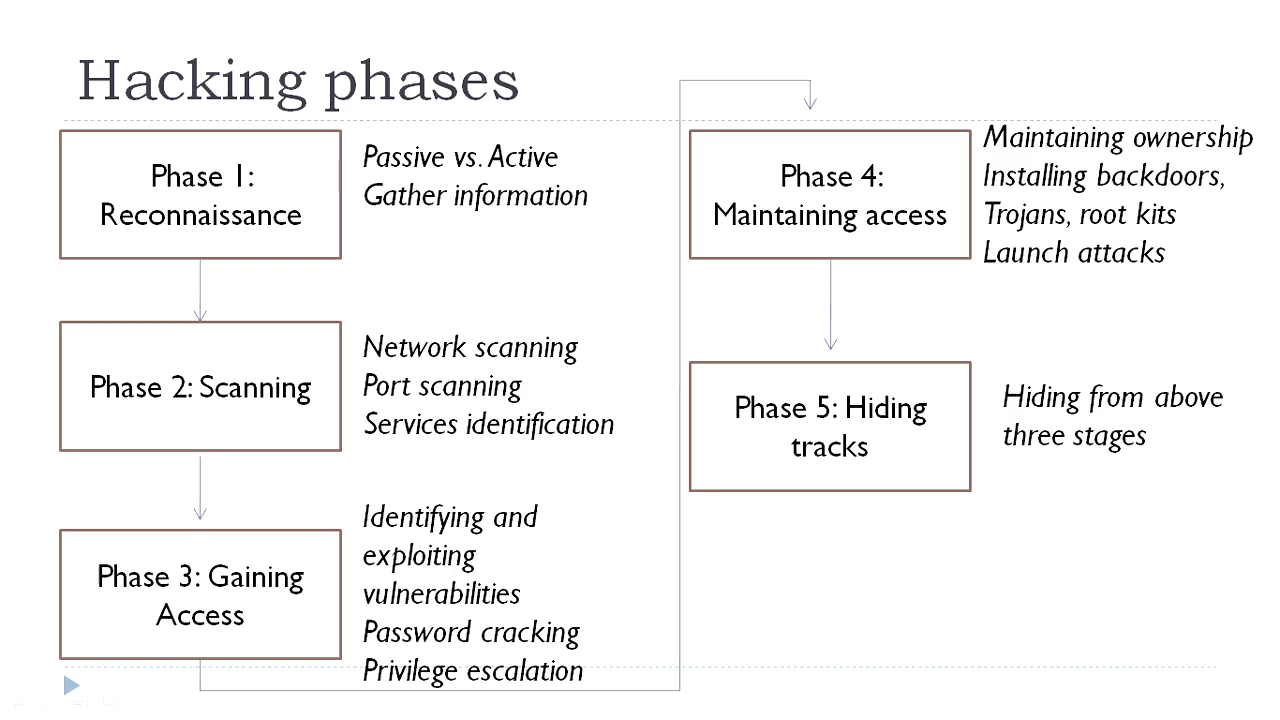 Hacking phases
Phase 1:
Reconnaissance
Passive vs. Active
Gather information
Phase 2: Scanning
Network scanning
Port scanning
Services identification
Phase 3: Gaining
Access
Identifying and
exploiting
vulnerabilities
Password cracking
Privilege escalation
Phase 4:
Maintaining access
Maintaining ownership
Installing backdoors,
Trojans, root kits
Launch attacks
Phase 5: Hiding
tracks
Hiding from above
three stages